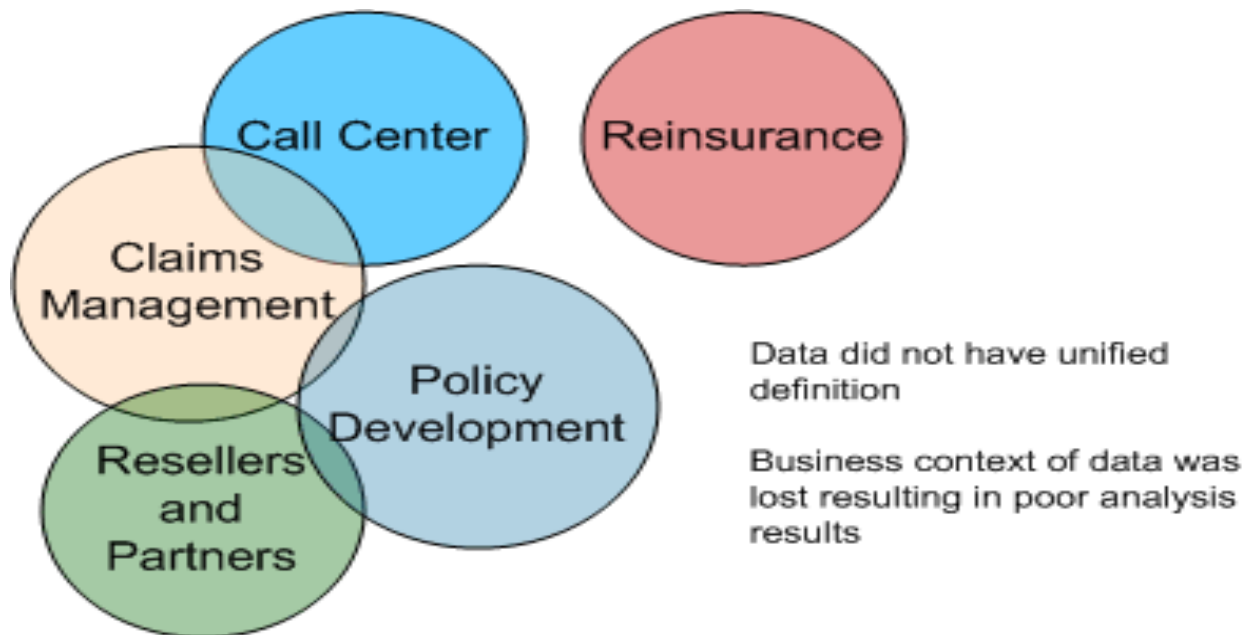 Call Center
Reinsurance
Claims
Management
Policy
Development
Resellers
and
Partners
Data did not have unified
definition
Business context of data was
lost resulting in poor analysis
results